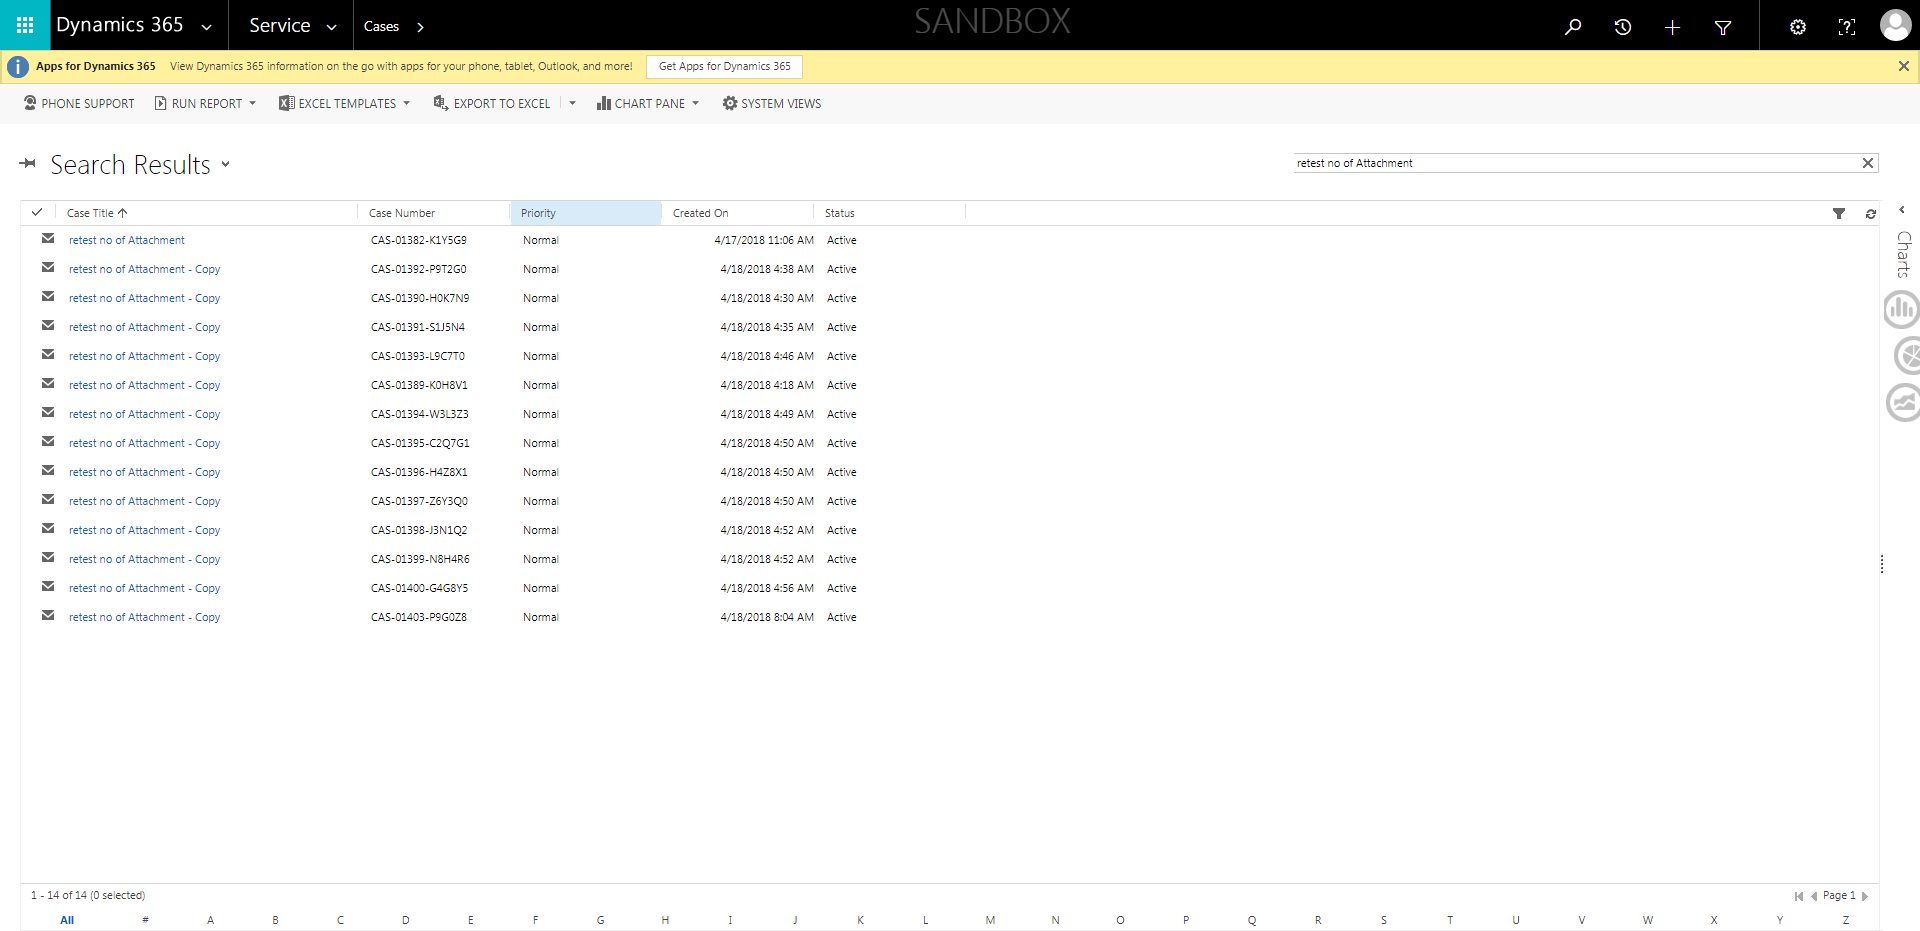 Dynamics 365 Service Cases SANDBOX
Apps for Dynamics 365 View Dynamics 365 information on the go with apps for your phone, tablet, Outlook, and more! Get Apps for Dynamics 365
PHONE SUPPORT RUN REPORT EXCEL TEMPLATES EXPORT TO EXCEL CHART PANE SYSTEM VIEWS
Search Results retest no of Attachment
Case Title Case Number Priority Created On Status
retest no of Attachment CAS-01382-K1Y5G9 Normal 4/17/2018 11:06 AM Active
retest no of Attachment - Copy CAS-01392-P9T2G0 Normal 4/18/2018 4:38 AM Active
retest no of Attachment - Copy CAS-01390-H0K7N9 Normal 4/18/2018 4:30 AM Active
retest no of Attachment - Copy CAS-01391-S1J5N4 Normal 4/18/2018 4:35 AM Active
retest no of Attachment - Copy CAS-01393-L9C7T0 Normal 4/18/2018 4:46 AM Active
retest no of Attachment - Copy CAS-01389-K0H8V1 Normal 4/18/2018 4:18 AM Active
retest no of Attachment - Copy CAS-01394-W3L3Z3 Normal 4/18/2018 4:49 AM Active
retest no of Attachment - Copy CAS-01395-C2Q7G1 Normal 4/18/2018 4:50 AM Active
retest no of Attachment - Copy CAS-01396-H4Z8X1 Normal 4/18/2018 4:50 AM Active
retest no of Attachment - Copy CAS-01397-Z6Y3Q0 Normal 4/18/2018 4:50 AM Active
retest no of Attachment - Copy CAS-01398-J3N1Q2 Normal 4/18/2018 4:52 AM Active
retest no of Attachment - Copy CAS-01399-N8H4R6 Normal 4/18/2018 4:52 AM Active
retest no of Attachment - Copy CAS-01400-G4G8Y5 Normal 4/18/2018 4:56 AM Active
retest no of Attachment - Copy CAS-01403-P9G0Z8 Normal 4/18/2018 8:04 AM Active
Charts
1 - 14 of 14 (0 selected) Page 1
All # A B C D E F G H I J K L M N O P Q R S T U V W X Y Z